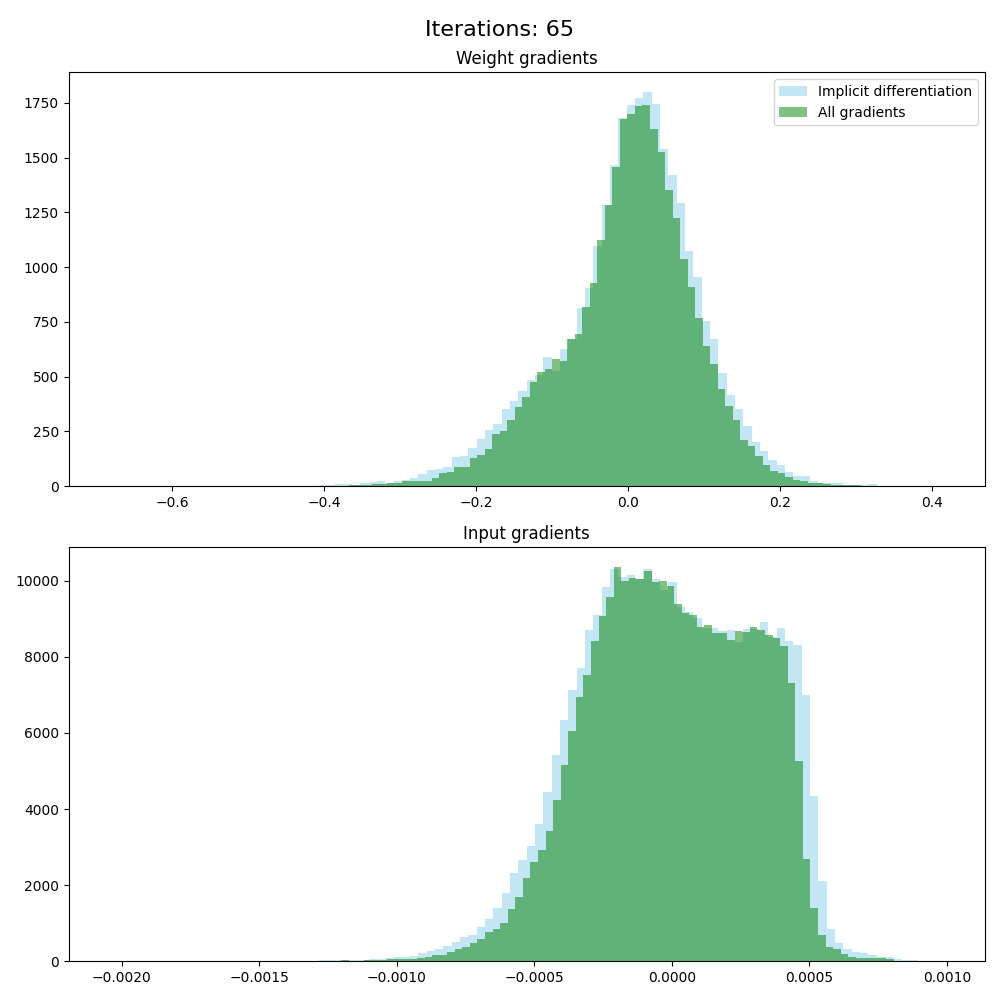 Iterations: 65
Weight gradients
Implicit differentiation
All gradients
1750
1500
1250
1000
750
500
250
0
−0.6 −0.4 −0.2 0.0 0.2 0.4
Input gradients
10000
8000
6000
4000
2000
0
−0.0020 −0.0015 −0.0010 −0.0005 0.0000 0.0005 0.0010